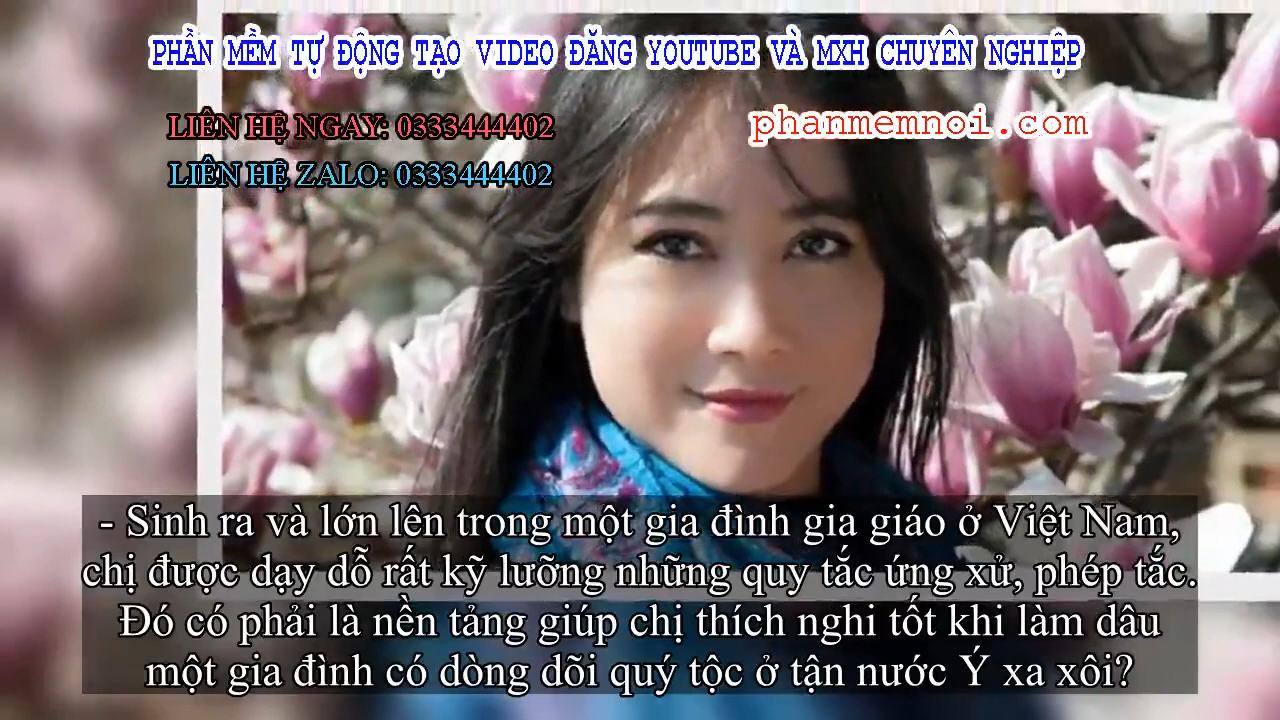 PHẦN MỀM TỰ ĐỘNG TẠO VIDEO ĐĂNG YOUTUBE VÀ MXH CHUYÊN NGHIỆP
LIÊN HỆ NGAY: 0333444402
phanmemnoi.com
LIÊN HỆ ZALO: 0333444402
- Sinh ra và lớn lên trong một gia đình gia giáo ở Việt Nam,
chị được dạy dỗ rất kỹ lưỡng những quy tắc ứng xử, phép tắc.
Đó có phải là nền tảng giúp chị thích nghi tốt khi làm dâu
một gia đình có dòng dõi quý tộc ở tận nước Ý xa xôi?